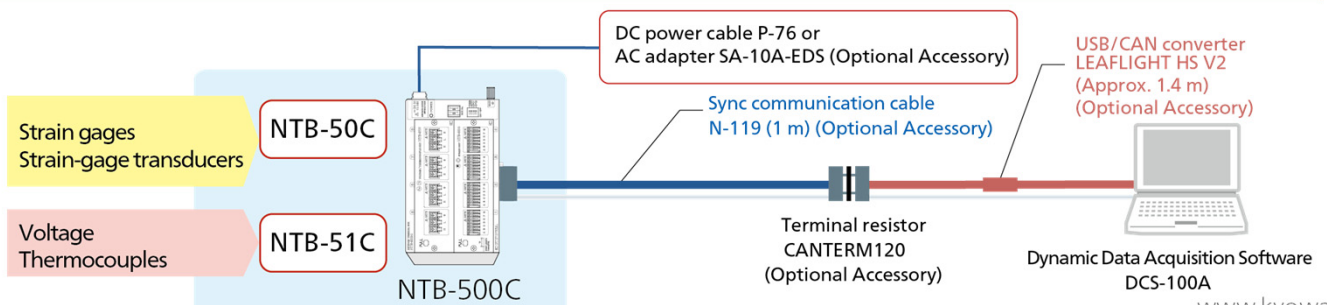 DC power cable P-76 or
AC adapter SA-10A-EDS (Optional Accessory)
USB/CAN converter
LEAFLIGHT HS V2
(Approx. 1.4 m)
(Optional Accessory)
Sync communication cable
N-119 (1 m) (Optional Accessory)
Strain gages
Strain-gage transducers
NTB-50C
Voltage
Thermocouples
NTB-51C
NTB-500C
Terminal resistor
CANTERM120
(Optional Accessory)
Dynamic Data Acquisition Software
DCS-100A